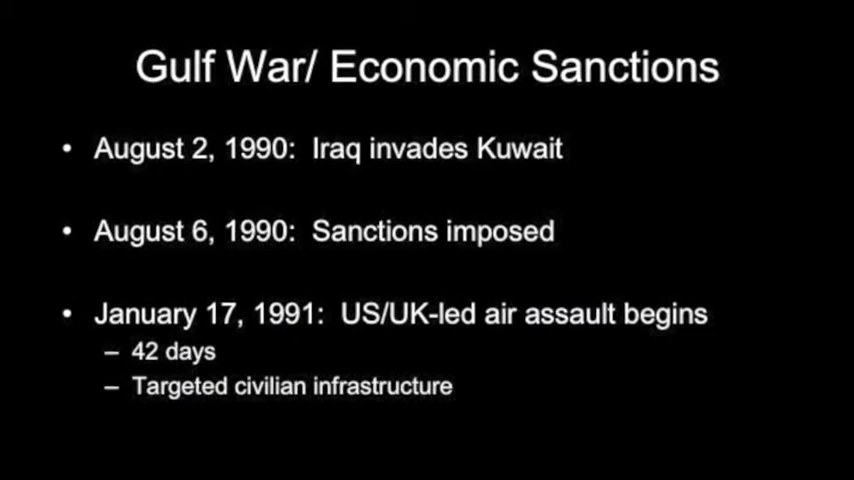 Gulf War/ Economic Sanctions
• August 2, 1990: Iraq invades Kuwait
• August 6, 1990: Sanctions imposed
• January 17, 1991: US/UK-led air assault begins
– 42 days
– Targeted civilian infrastructure